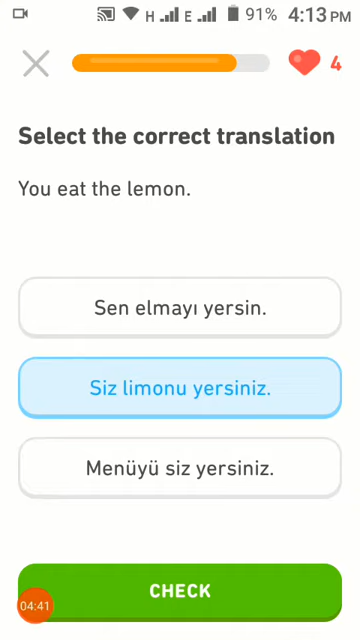 H E 91% 4:13 PM
4
Select the correct translation
You eat the lemon.
Sen elmayı yersin.
Siz limonu yersiniz.
Menüyü siz yersiniz.
CHECK
04:41